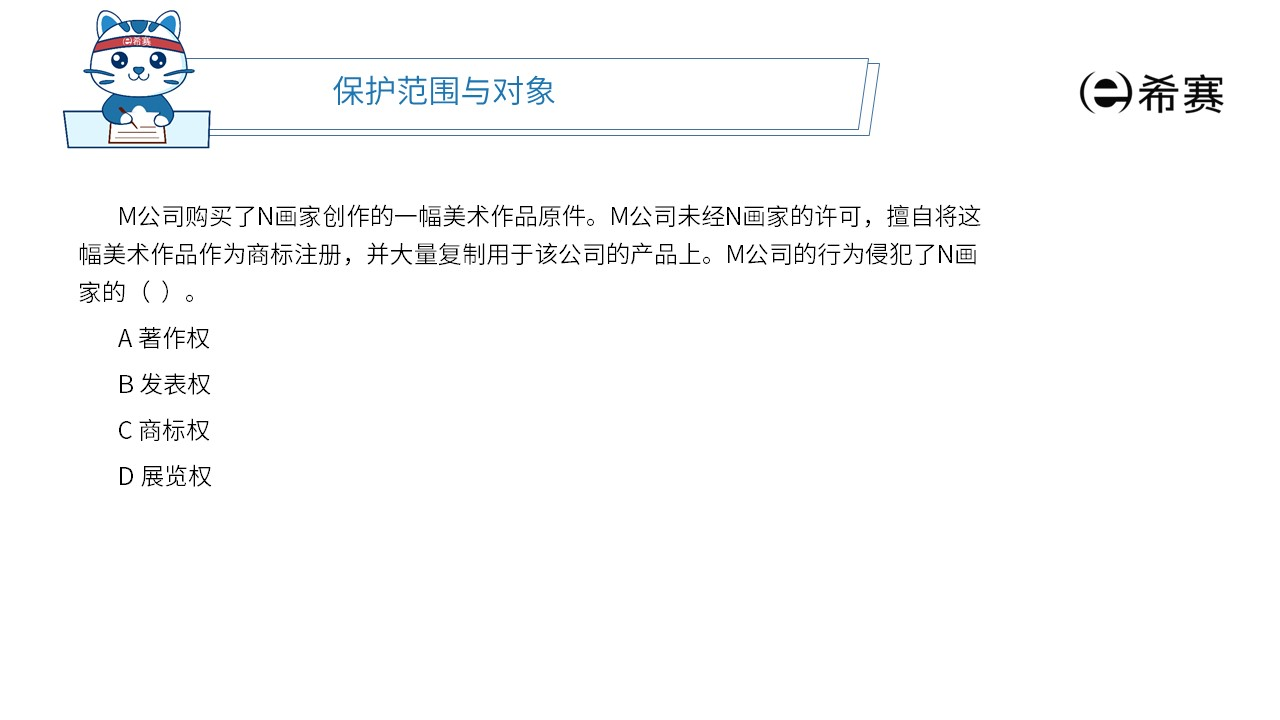 保护范围与对象
(e)希赛
希赛
M公司购买了N画家创作的一幅美术作品原件。M公司未经N画家的许可，擅自将这
幅美术作品作为商标注册，并大量复制用于该公司的产品上。M公司的行为侵犯了N画
家的（ ）。
A 著作权
B 发表权
C 商标权
D 展览权